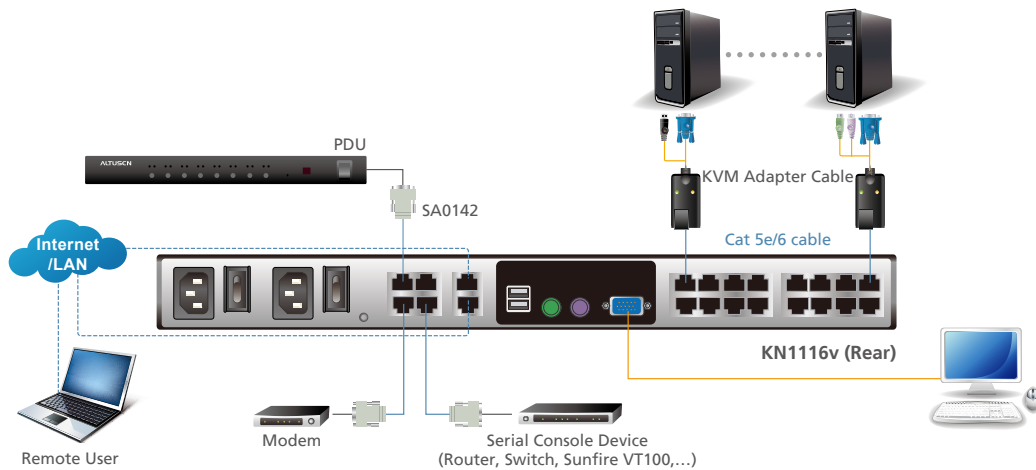 PDU
ALTUSEN
SA0142
KVM Adapter Cable
Cat 5e/6 cable
Internet
/LAN
KN1116v (Rear)
Modem
Serial Console Device
(Router, Switch, Sunfire VT100,...)
Remote User